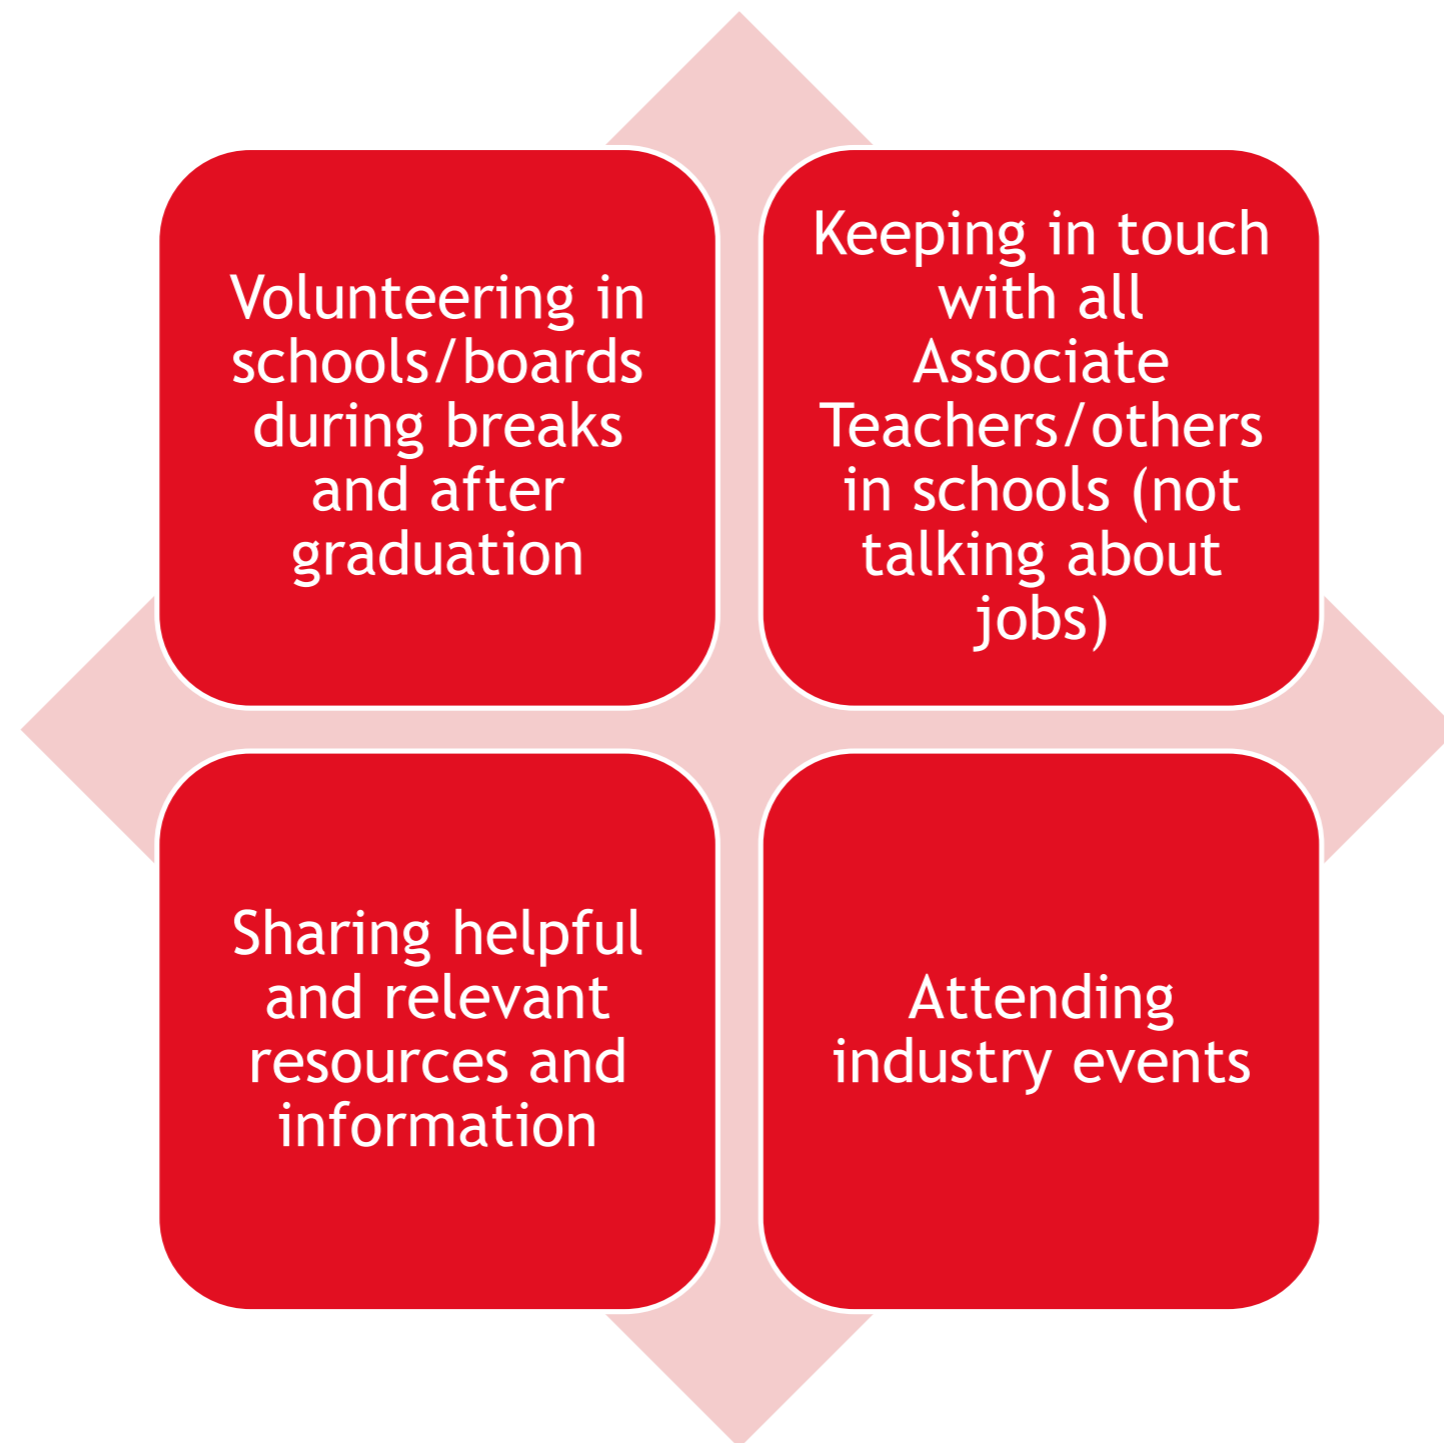 Volunteering in
schools/boards
during breaks
and after
graduation
Keeping in touch
with all
Associate
Teachers/others
in schools (not
talking about
jobs)
Sharing helpful
and relevant
resources and
information
Attending
industry events